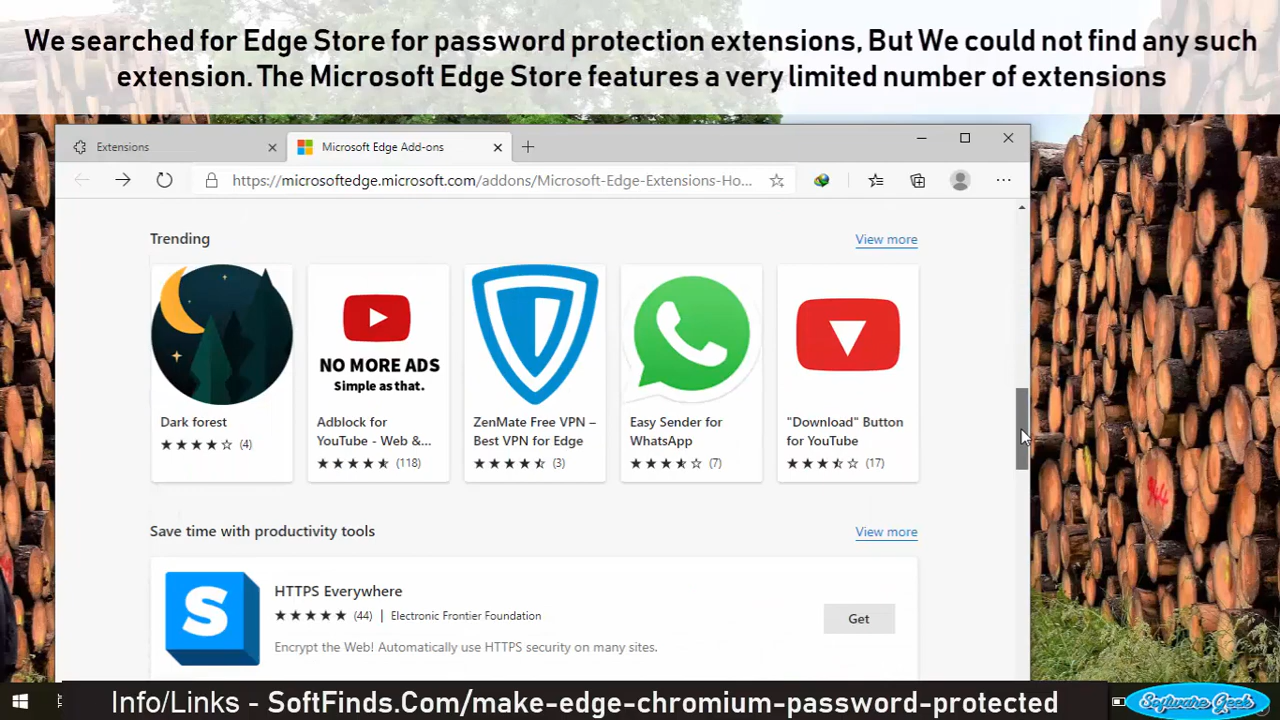 We searched for Edge Store for password protection extensions, But We could not find any such
extension. The Microsoft Edge Store features a very limited number of extensions
Extensions
Microsoft Edge Add-ons
https://microsoftedge.microsoft.com/addons/Microsoft-Edge-Extensions-Ho...
Trending
View more
NO MORE ADS
Simple as that.
Dark forest
(4)
Adblock for
YouTube - Web &...
(118)
ZenMate Free VPN –
Best VPN for Edge
(3)
Easy Sender for
WhatsApp
(7)
"Download" Button
for YouTube
(17)
Save time with productivity tools
View more
S
HTTPS Everywhere
(44) | Electronic Frontier Foundation
Get
Encrypt the Web! Automatically use HTTPS security on many sites.
Info/Links - SoftFinds.Com/make-edge-chromium-password-protected
Software Geek